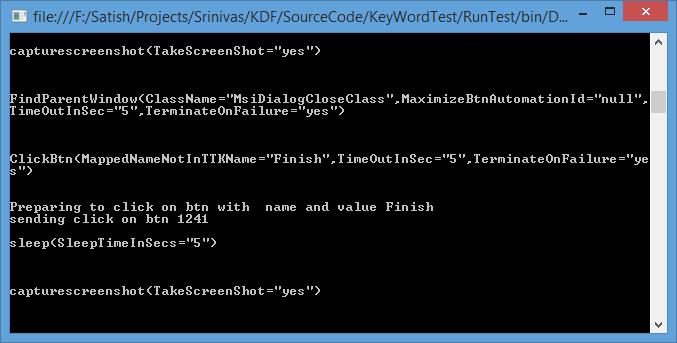 file:///F:/Satish/Projects/Srinivas/KDF/SourceCode/KeyWordTest/RunTest/bin/D...
capturescreenshot(TakeScreenShot="yes")
FindParentWindow(ClassName="MsiDialogCloseClass",MaximizeBtnAutomationId="null",
TimeOutInSec="5",TerminateOnFailure="yes")
ClickBtn(MappedNameNotInTTKName="Finish",TimeOutInSec="5",TerminateOnFailure="ye
s")
Preparing to click on btn with  name and value Finish
sending click on btn 1241
sleep(SleepTimeInSecs="5")
capturescreenshot(TakeScreenShot="yes")